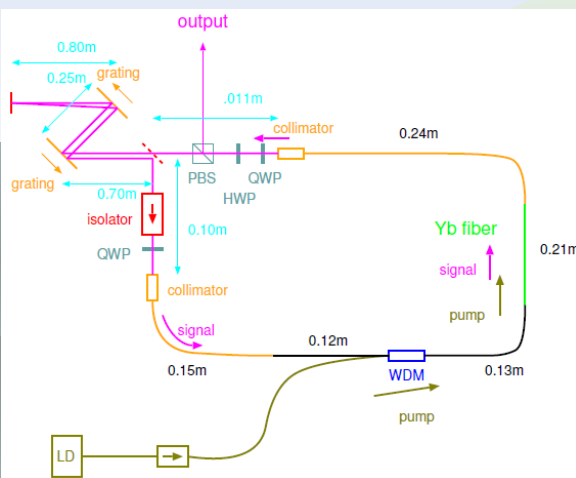 output
0.80m
grating
0.25m
.011m
collimator
0.24m
grating
PBS
QWP
HWP
0.70m
isolator
0.10m
Yb fiber
0.21m
signal
QWP
collimator
pump
signal
0.12m
0.15m
WDM
0.13m
pump
LD